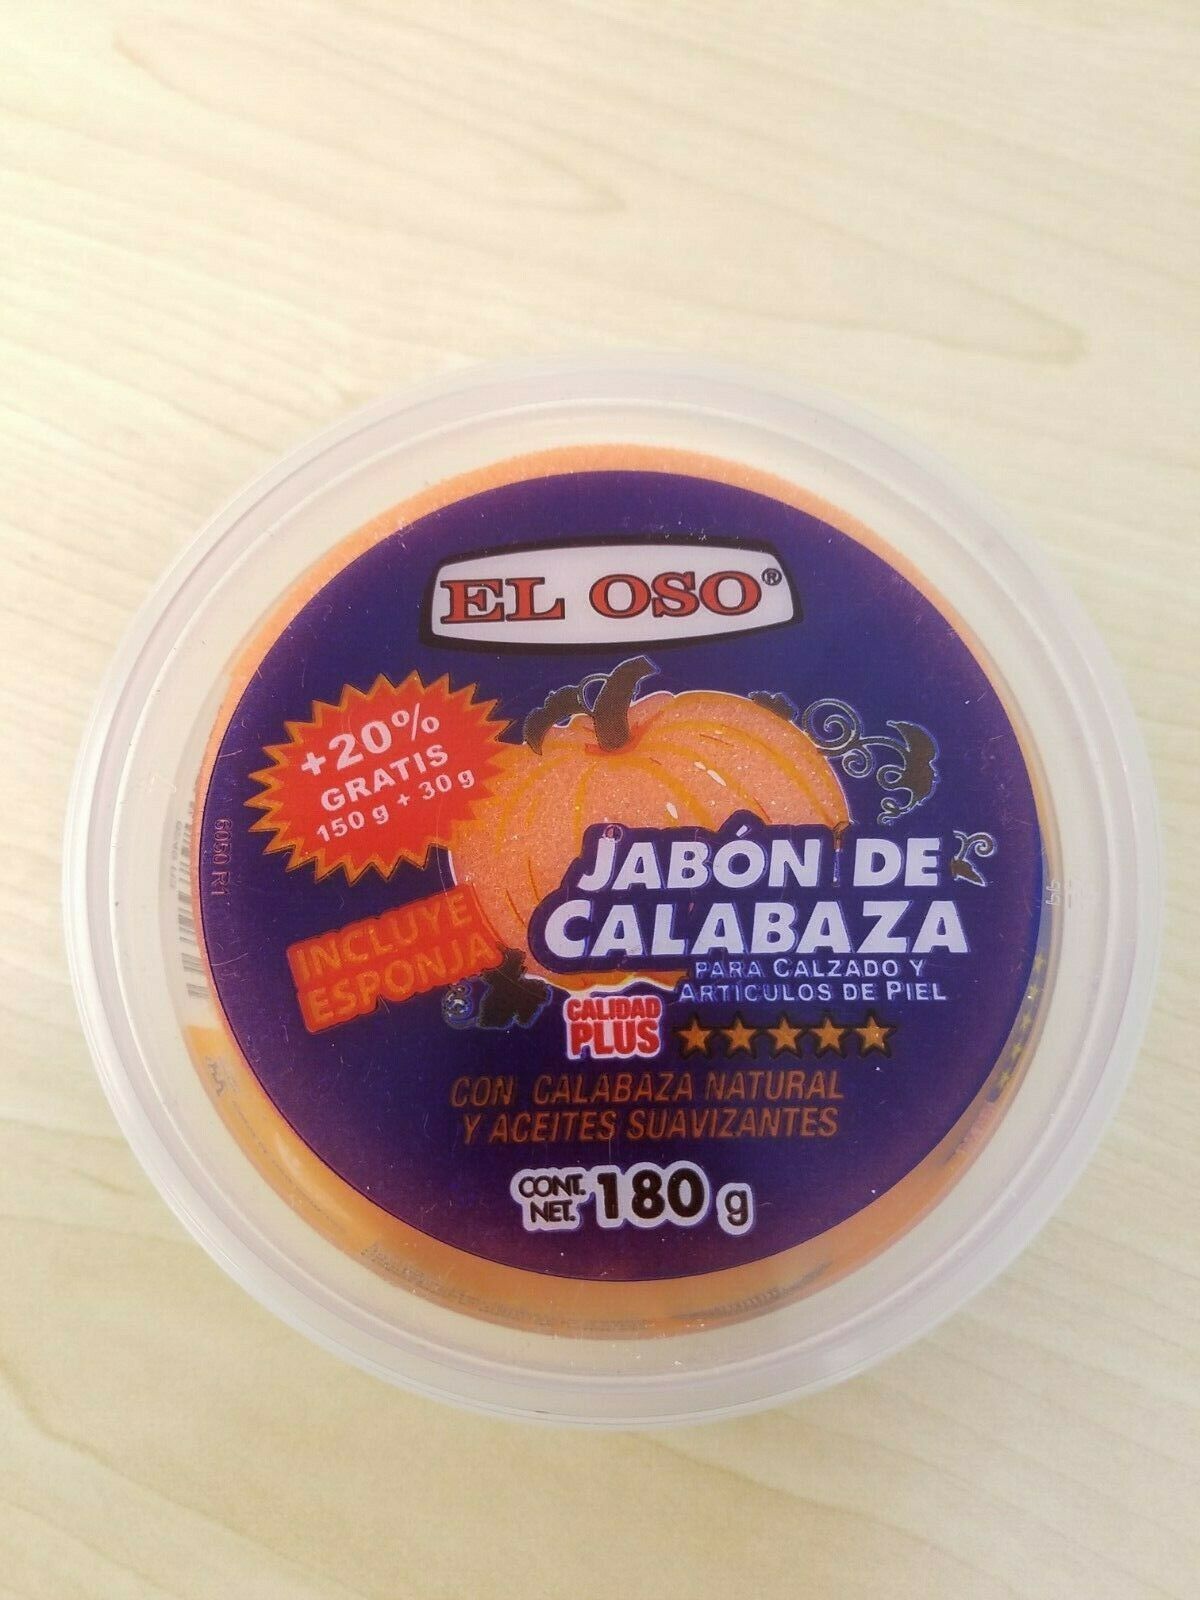 EL OSO®
+20%
GRATIS
150 g + 30 g
INCLUYE
ESPONJA
JABÓN DE
CALABAZA
PARA CALZADO Y
ARTÍCULOS DE PIEL
CALIDAD
PLUS
CON CALABAZA NATURAL
Y ACEITES SUAVIZANTES
CONT.
NET. 180 g
6050 R1